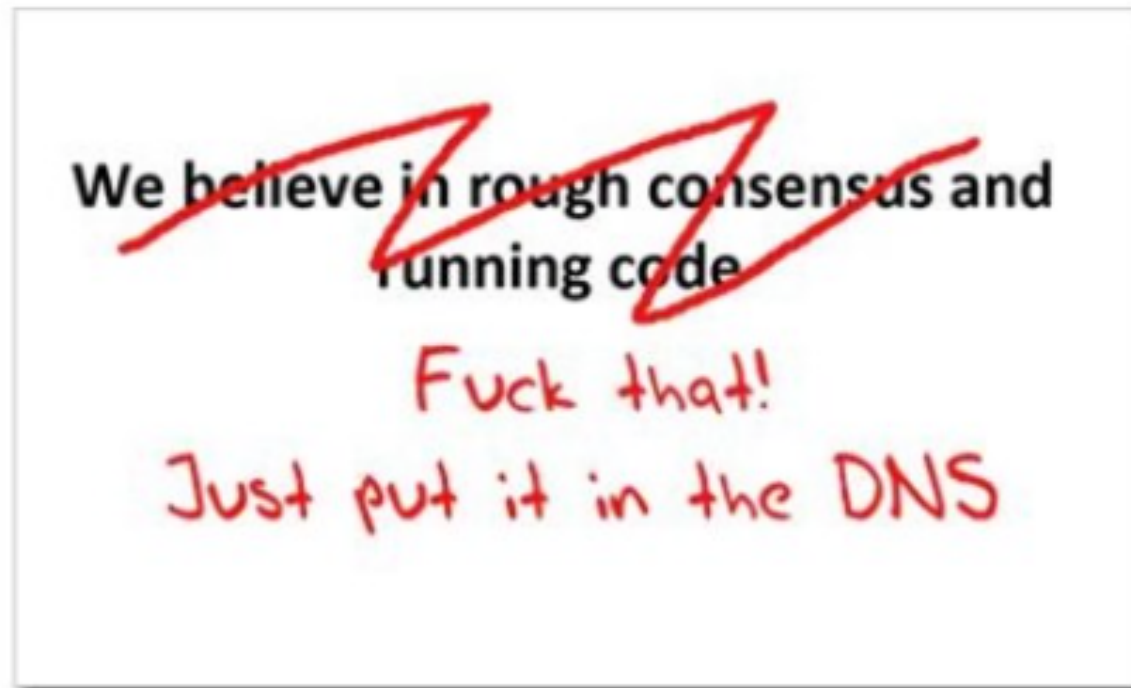 We believe in rough consensus and
running code
Fuck that!
Just put it in the DNS